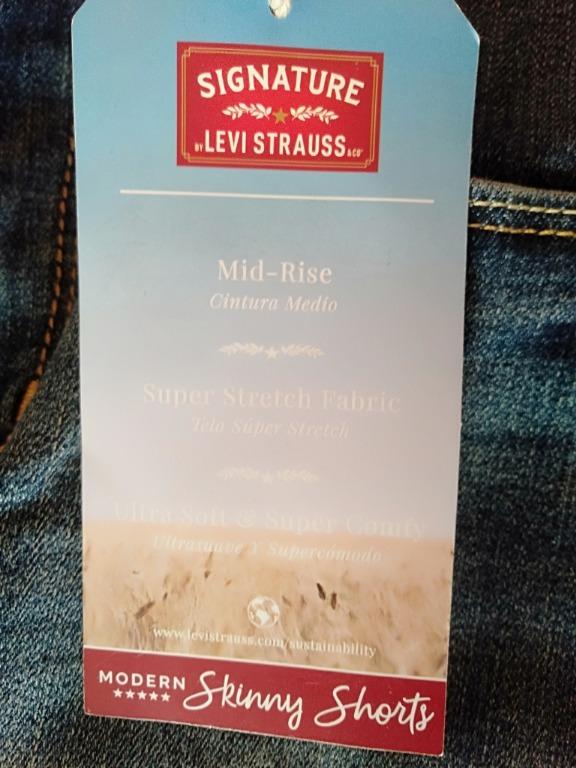 SIGNATURE
BY LEVI STRAUSS & CO™
Mid-Rise
Cintura Medio
Super Stretch Fabric
Tela Súper Stretch
Ultra Soft & Super Comfy
Ultrasuave Y Supercómodo
www.levistrauss.com/sustainability
MODERN Skinny Shorts